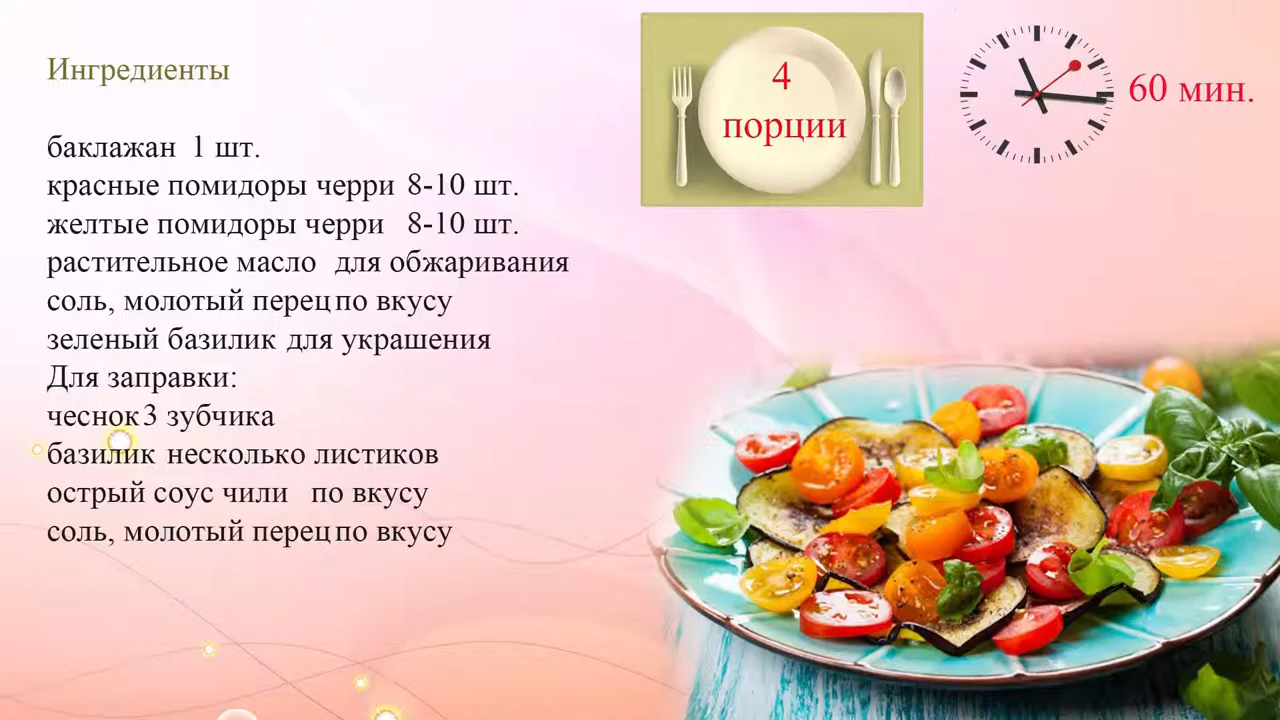 Ингредиенты
баклажан 1 шт.
красные помидоры черри 8-10 шт.
желтые помидоры черри 8-10 шт.
растительное масло для обжаривания
соль, молотый перец по вкусу
зеленый базилик для украшения
Для заправки:
чеснок 3 зубчика
базилик несколько листиков
острый соус чили по вкусу
соль, молотый перец по вкусу
4
порции
60 мин.